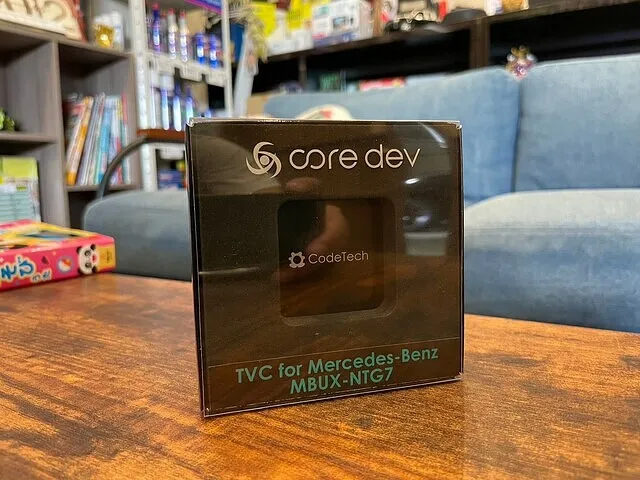 core dev
CodeTech
TVC for Mercedes-Benz
MBUX-NTG7